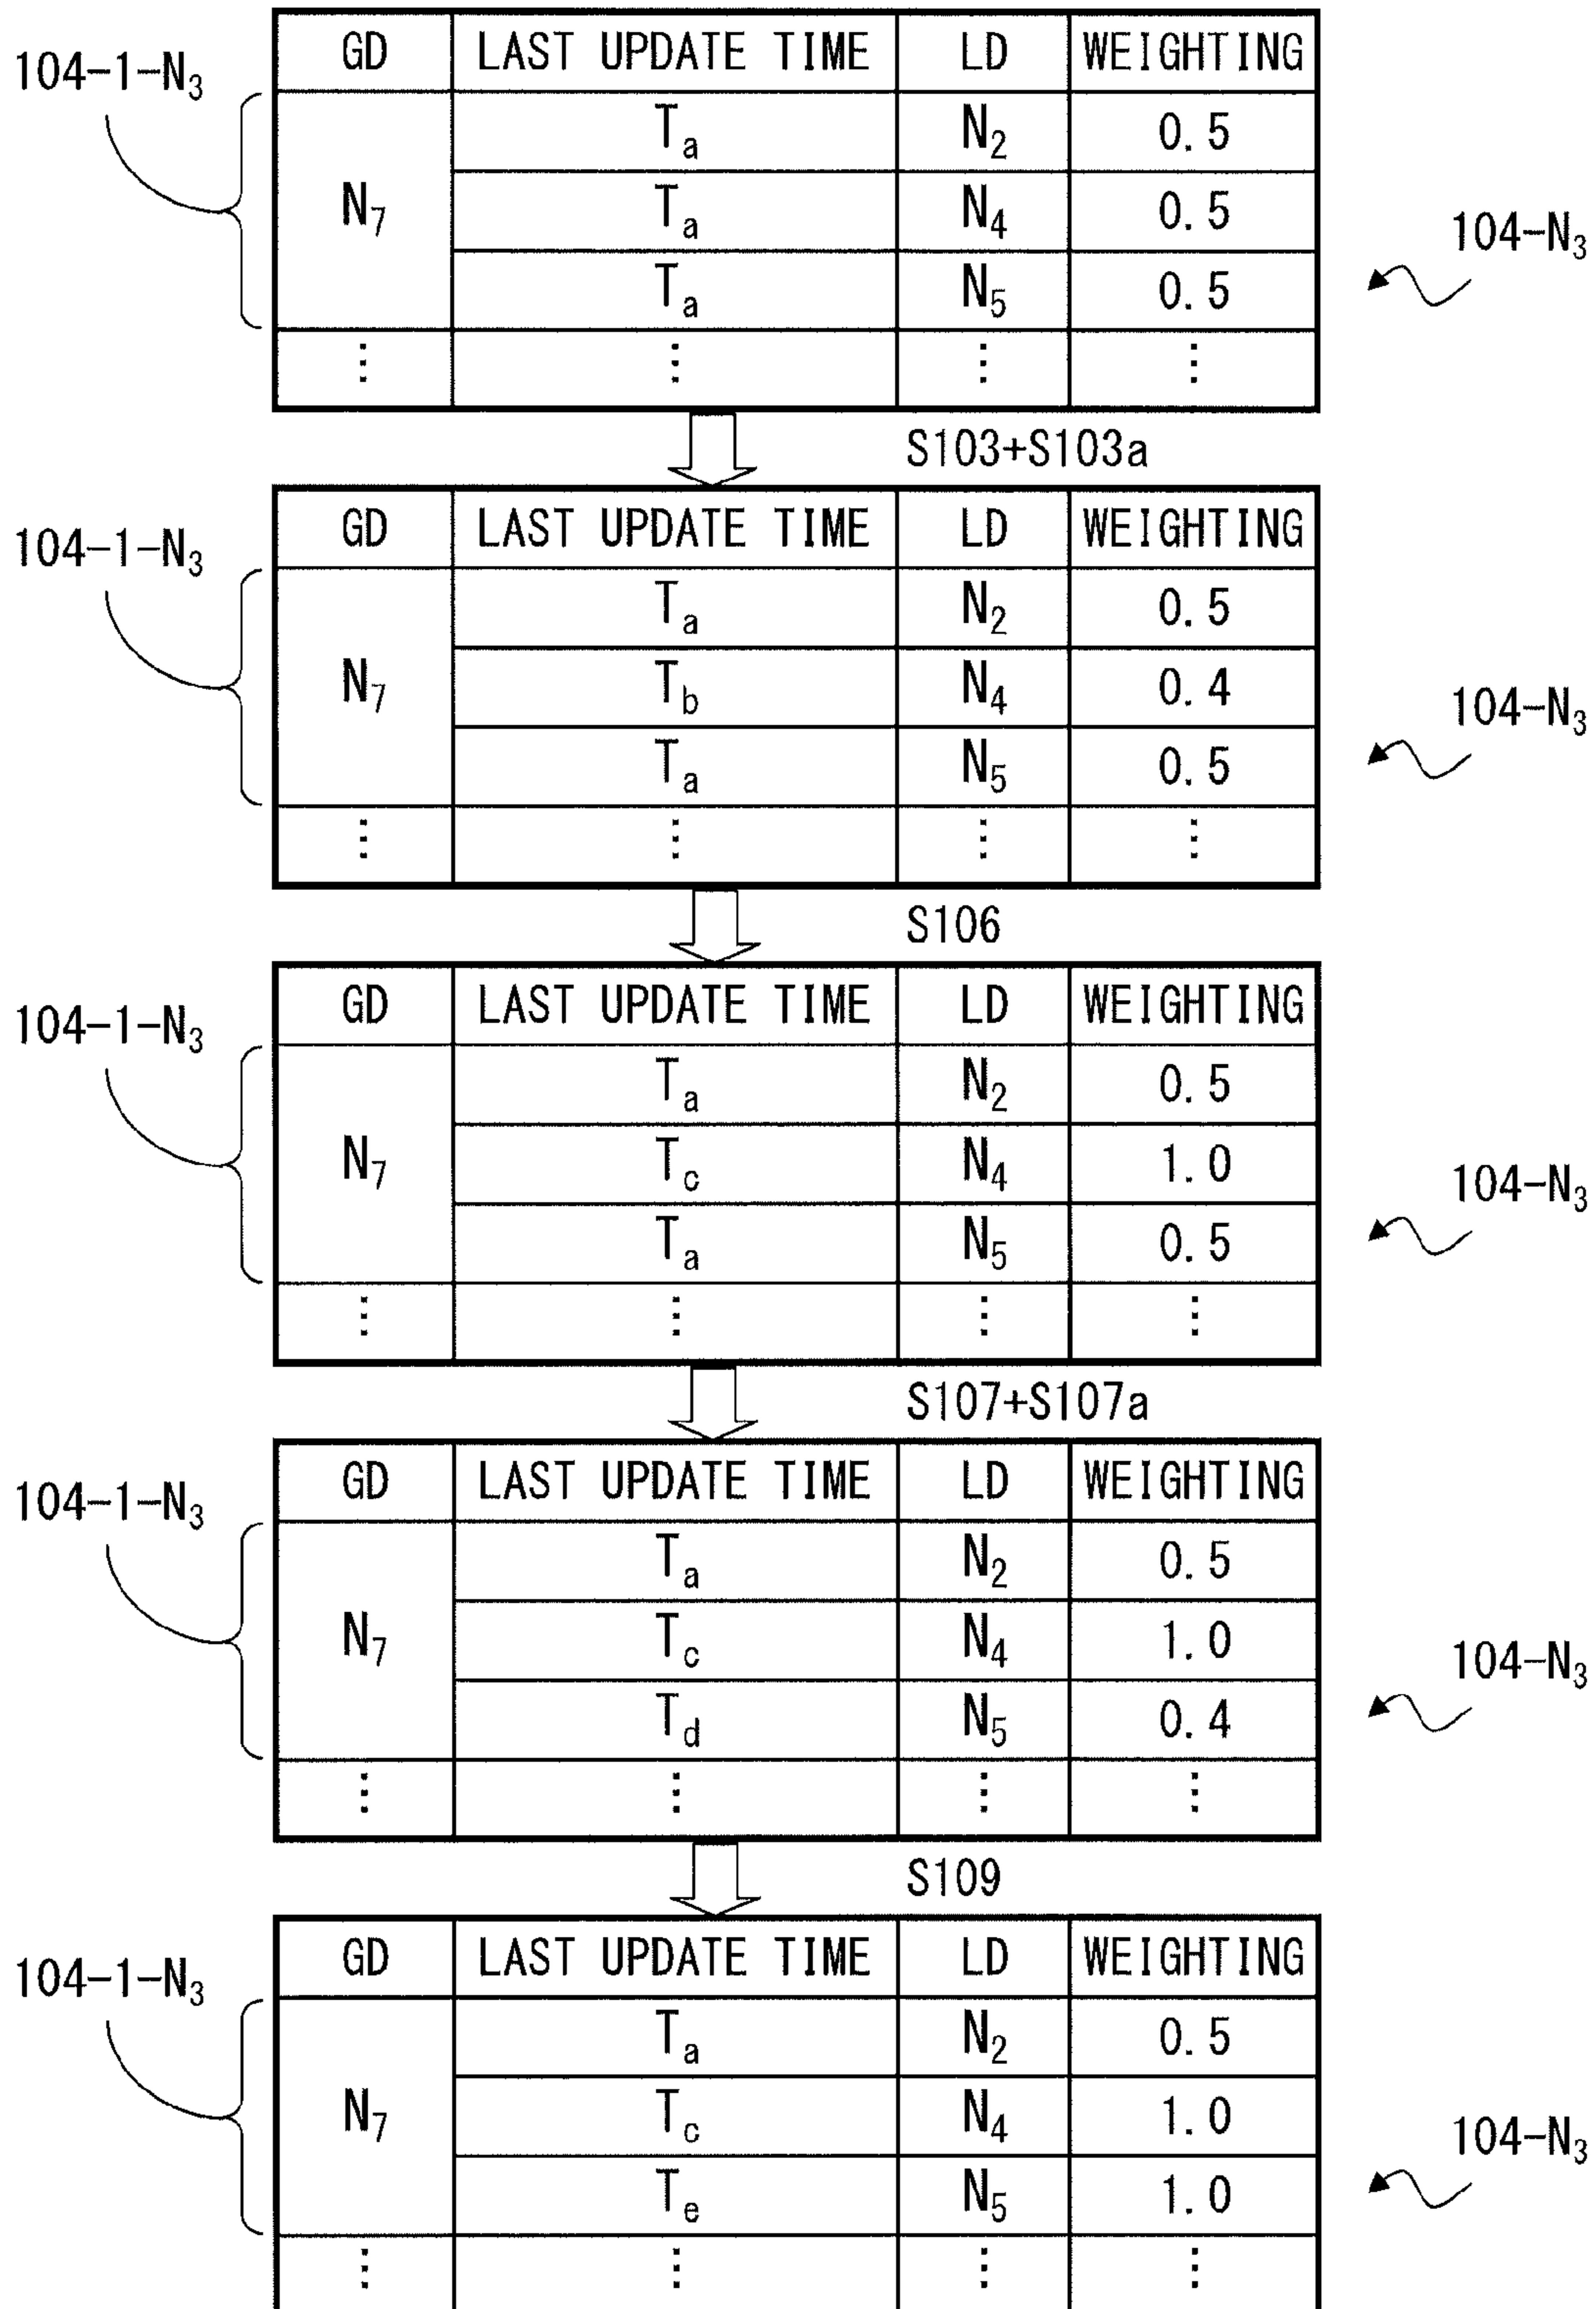 GD LAST UPDATE TIME LD WEIGHTING
104-1-N₃
Tₐ N₂ 0.5
N₇ Tₐ N₄ 0.5
104-N₃
Tₐ N₅ 0.5
⋮ ⋮ ⋮ ⋮
S103+S103a
GD LAST UPDATE TIME LD WEIGHTING
104-1-N₃
Tₐ N₂ 0.5
N₇ T_b N₄ 0.4
104-N₃
Tₐ N₅ 0.5
⋮ ⋮ ⋮ ⋮
S106
GD LAST UPDATE TIME LD WEIGHTING
104-1-N₃
Tₐ N₂ 0.5
N₇ T_c N₄ 1.0
104-N₃
Tₐ N₅ 0.5
⋮ ⋮ ⋮ ⋮
S107+S107a
GD LAST UPDATE TIME LD WEIGHTING
104-1-N₃
Tₐ N₂ 0.5
N₇ T_c N₄ 1.0
104-N₃
T_d N₅ 0.4
⋮ ⋮ ⋮ ⋮
S109
GD LAST UPDATE TIME LD WEIGHTING
104-1-N₃
Tₐ N₂ 0.5
N₇ T_c N₄ 1.0
104-N₃
Tₑ N₅ 1.0
⋮ ⋮ ⋮ ⋮